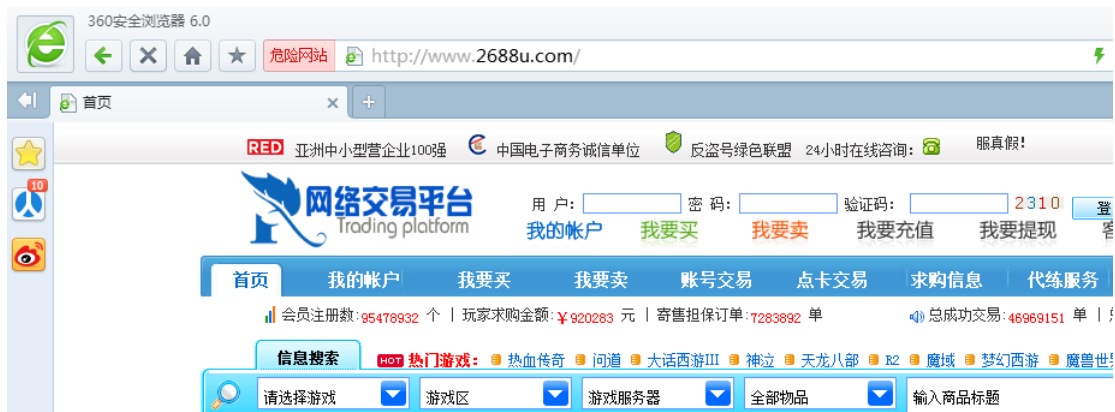 360安全浏览器 6.0
危险网站 http://www.2688u.com/
首页
10
RED 亚洲中小型营企业100强 中国电子商务诚信单位 反盗号绿色联盟 24小时在线咨询: 服真假!
网络交易平台
Trading platform
用 户: 密 码: 验证码: 2310 登
我的帐户 我要买 我要卖 我要充值 我要提现
首页 我的帐户 我要买 我要卖 账号交易 点卡交易 求购信息 代练服务
会员注册数:95478932 个 | 玩家求购金额:￥920283 元 | 寄售担保订单:7283892 单 总成功交易:46969151 单 |
信息搜索 HOT 热门游戏: 热血传奇 问道 大话西游III 神泣 天龙八部 R2 魔域 梦幻西游 魔兽世界
请选择游戏 游戏区 游戏服务器 全部物品 输入商品标题